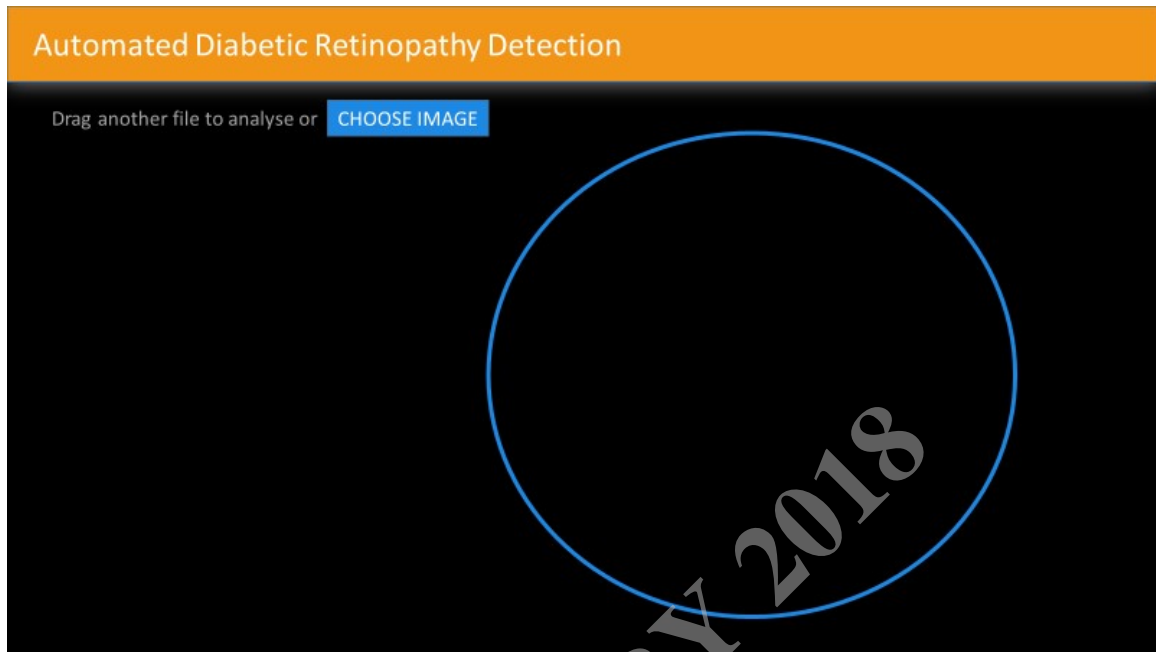 Automated Diabetic Retinopathy Detection
Drag another file to analyse or CHOOSE IMAGE
2018